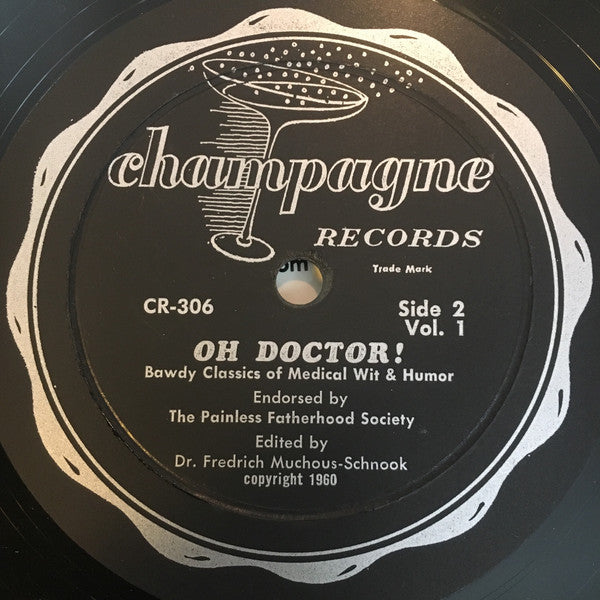 champagne
RECORDS
Trade Mark
CR-306
Side 2
Vol. 1
OH DOCTOR!
Bawdy Classics of Medical Wit & Humor
Endorsed by
The Painless Fatherhood Society
Edited by
Dr. Fredrich Muchous-Schnook
copyright 1960